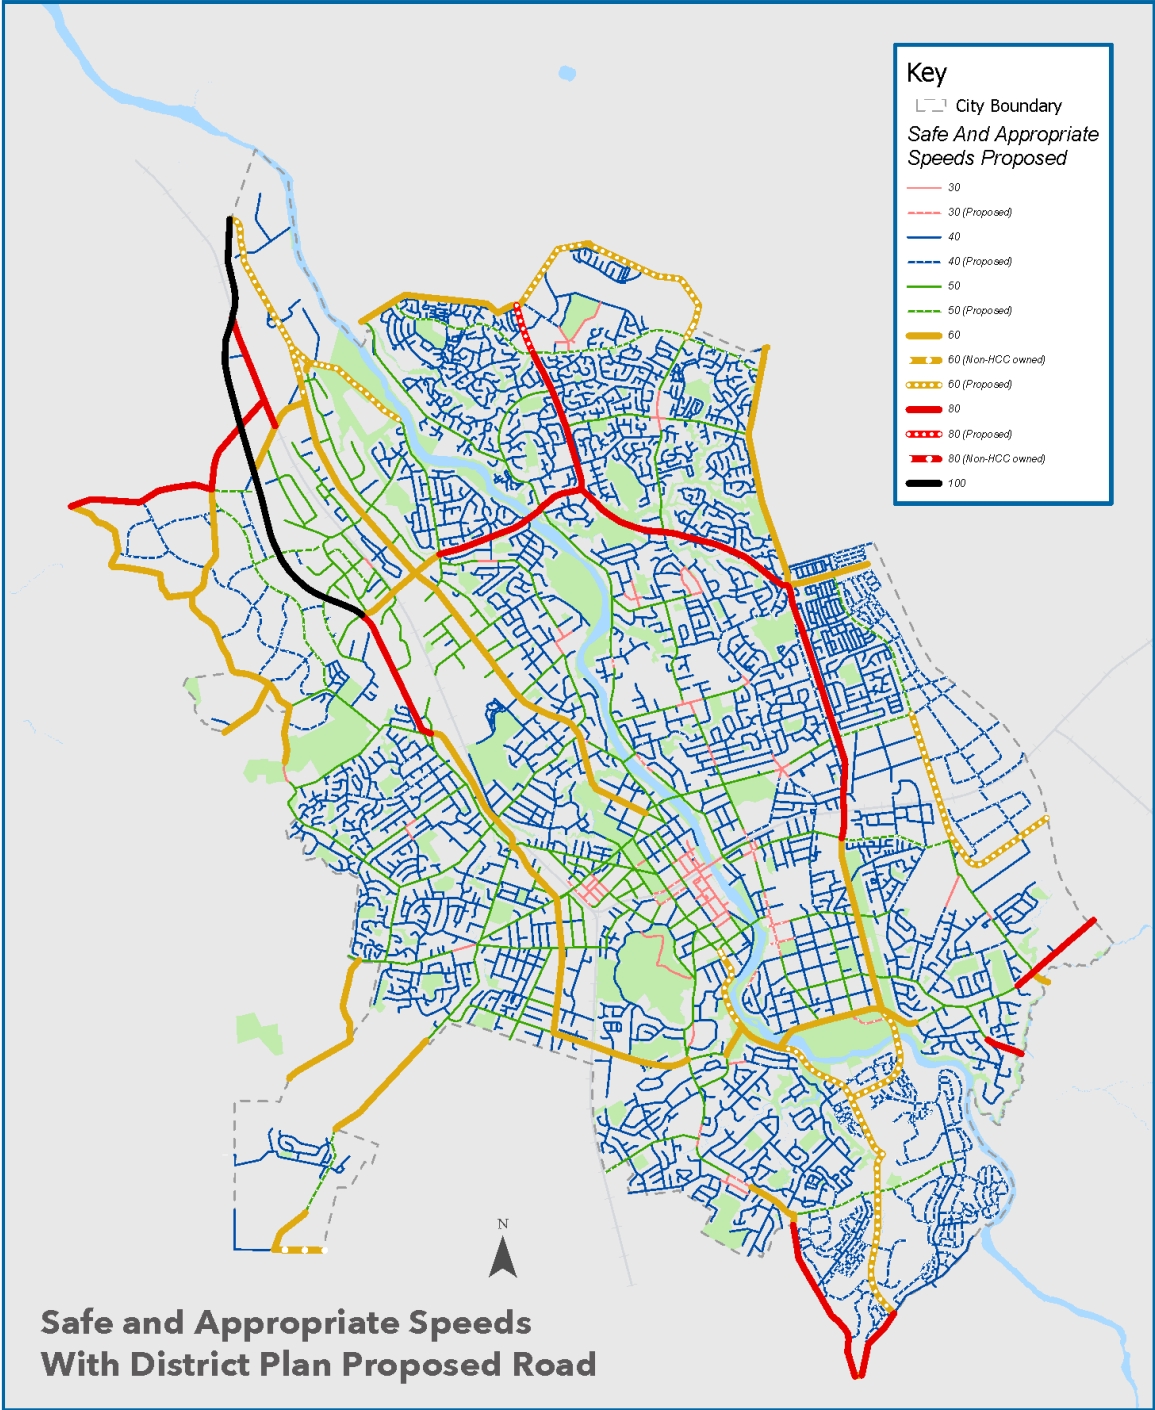 Key
City Boundary
Safe And Appropriate
Speeds Proposed
30
30 (Proposed)
40
40 (Proposed)
50
50 (Proposed)
60
60 (Non-HCC owned)
60 (Proposed)
80
80 (Proposed)
80 (Non-HCC owned)
100
N
Safe and Appropriate Speeds
With District Plan Proposed Road